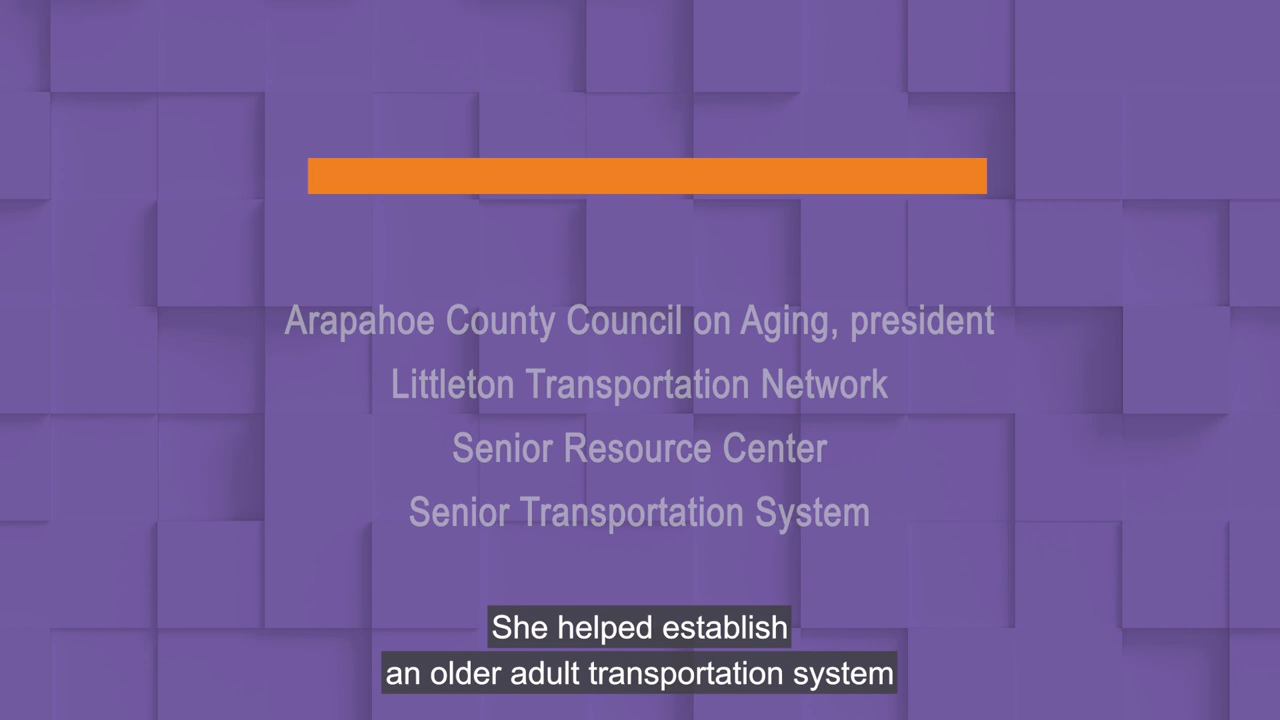 Arapahoe County Council on Aging, president
Littleton Transportation Network
Senior Resource Center
Senior Transportation System
She helped establish
an older adult transportation system